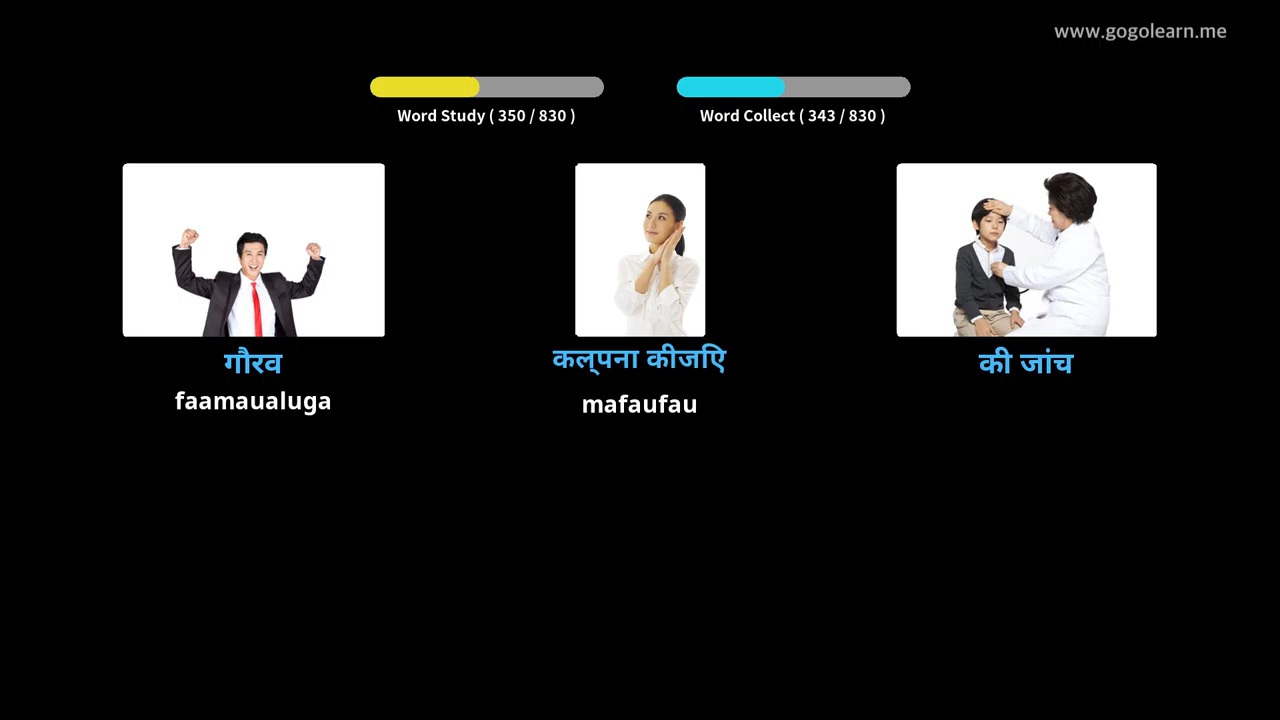 www.gogolearn.me
Word Study ( 350 / 830 )
Word Collect ( 343 / 830 )
गौरव
faamaualuga
कल्पना कीजिए
mafaufau
की जांच